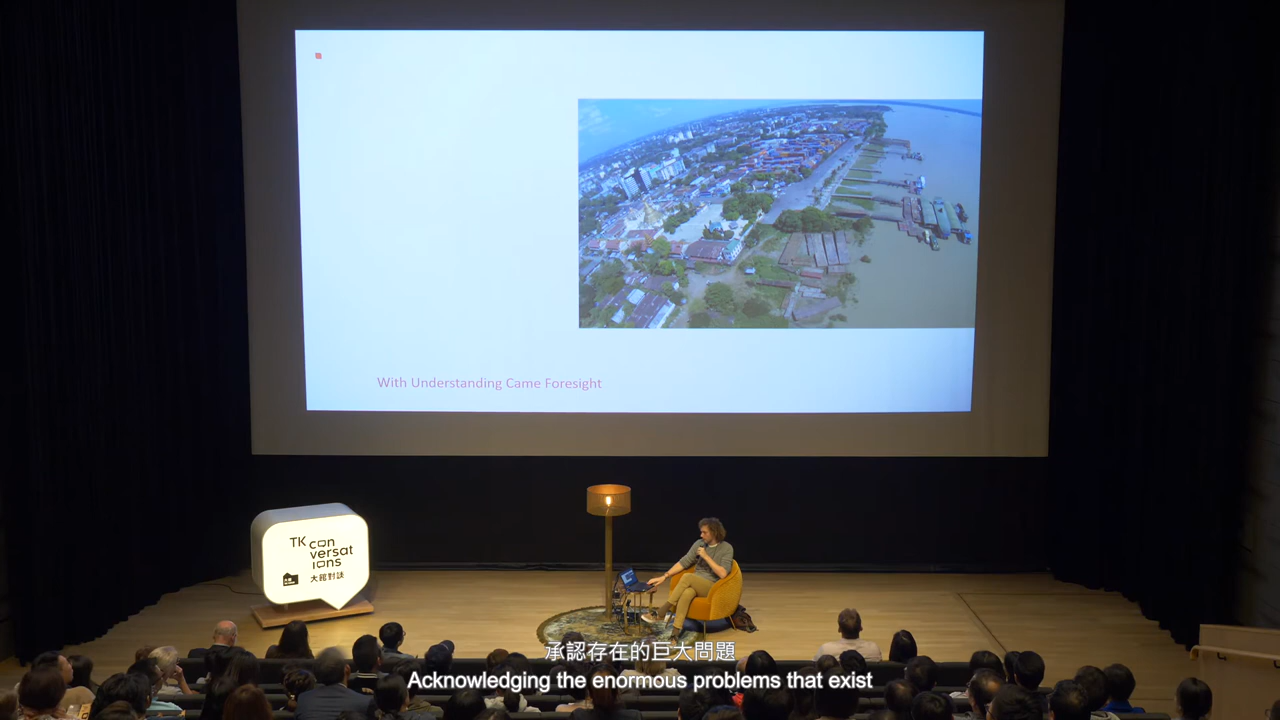 With Understanding Came Foresight
TK con
versat
ions
大館對談
承認存在的巨大問題
Acknowledging the enormous problems that exist